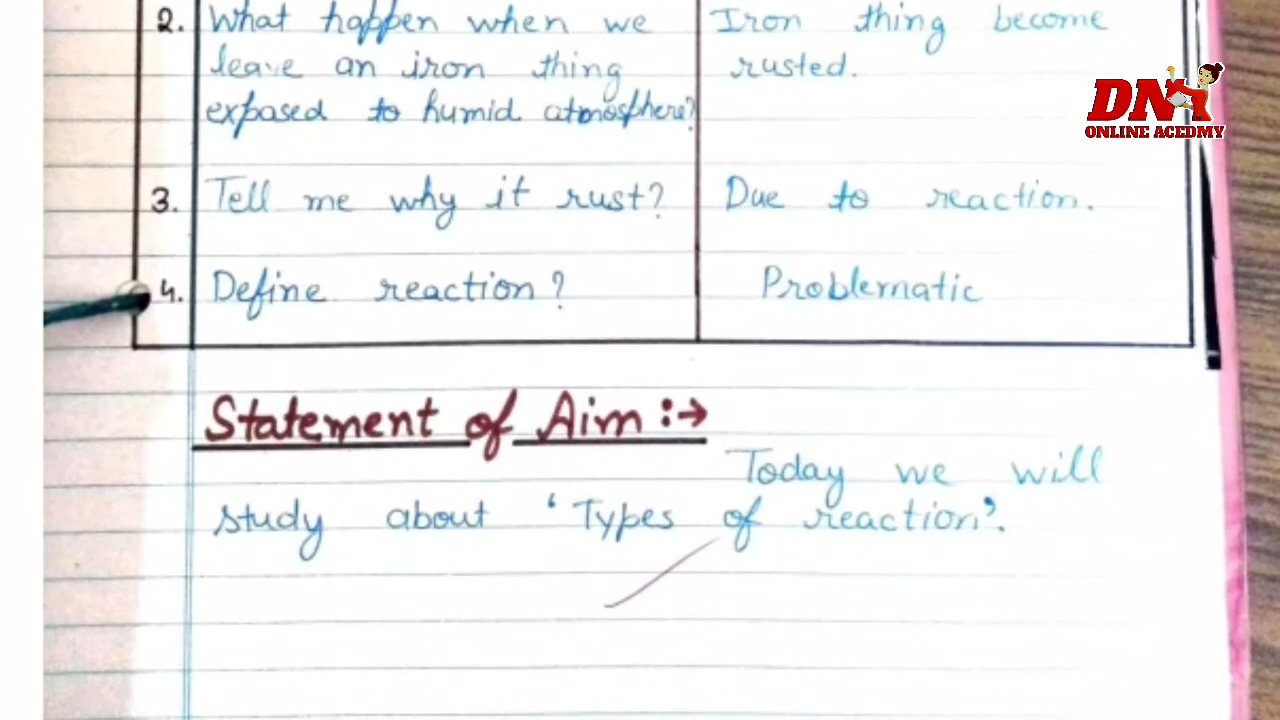 2. What happen when we Iron thing become
leave an iron thing rusted.
exposed to humid atmosphere?
3. Tell me why it rust? Due to reaction.
4. Define reaction? Problematic
Statement of Aim :→
Today we will
study about ‘Types of reaction’.
DNA
ONLINE ACEDMY